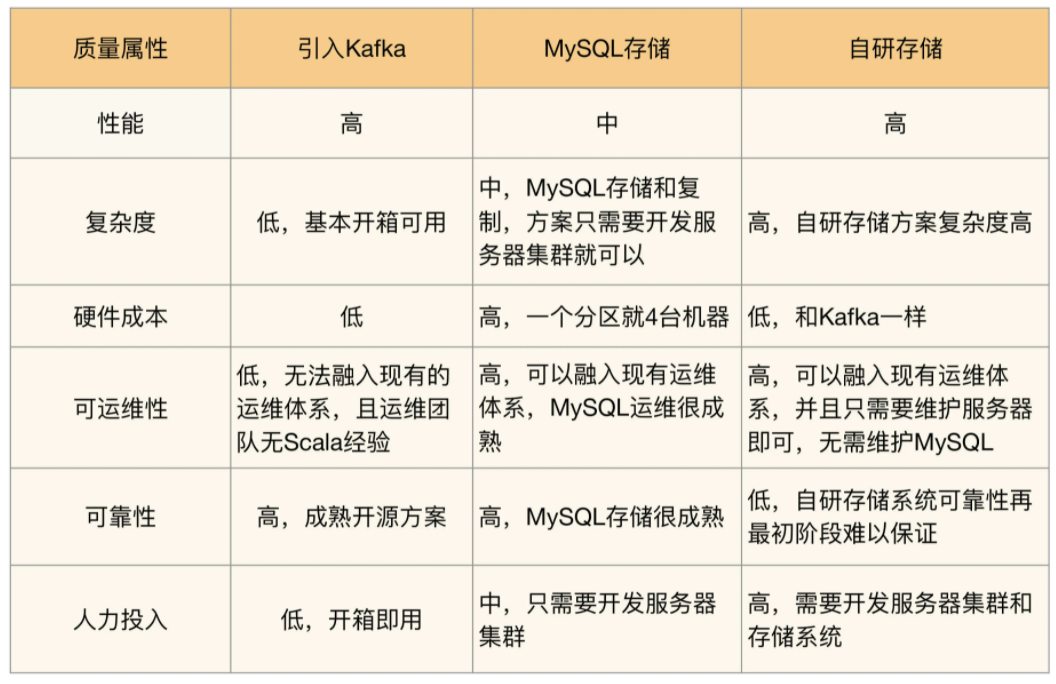 质量属性
引入Kafka
MySQL存储
自研存储
性能
高
中
高
复杂度
低，基本开箱可用
中，MySQL存储和复
制，方案只需要开发服
务器集群就可以
高，自研存储方案复杂度高
硬件成本
低
高，一个分区就4台机器
低，和Kafka一样
可运维性
低，无法融入现有的
运维体系，且运维团
队无Scala经验
高，可以融入现有运维
体系，MySQL运维很成
熟
高，可以融入现有运维体
系，并且只需要维护服务器
即可，无需维护MySQL
可靠性
高，成熟开源方案
高，MySQL存储很成熟
低，自研存储系统可靠性再
最初阶段难以保证
人力投入
低，开箱即用
中，只需要开发服务器
集群
高，需要开发服务器集群和
存储系统